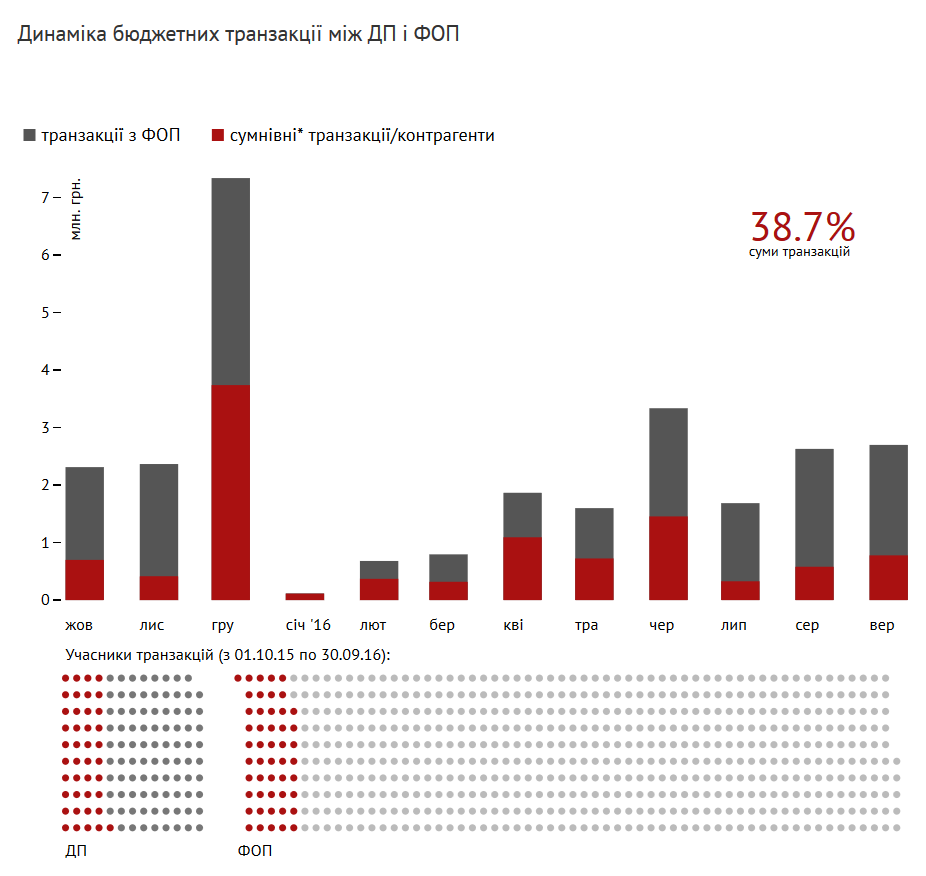 Динаміка бюджетних транзакції між ДП і ФОП
транзакції з ФОП сумнівні* транзакції/контрагенти
млн. грн.
7
38.7%
суми транзакцій
6
5
4
3
2
1
0
жов лис гру січ '16 лют бер кві тра чер лип сер вер
Учасники транзакцій (з 01.10.15 по 30.09.16):
ДП ФОП